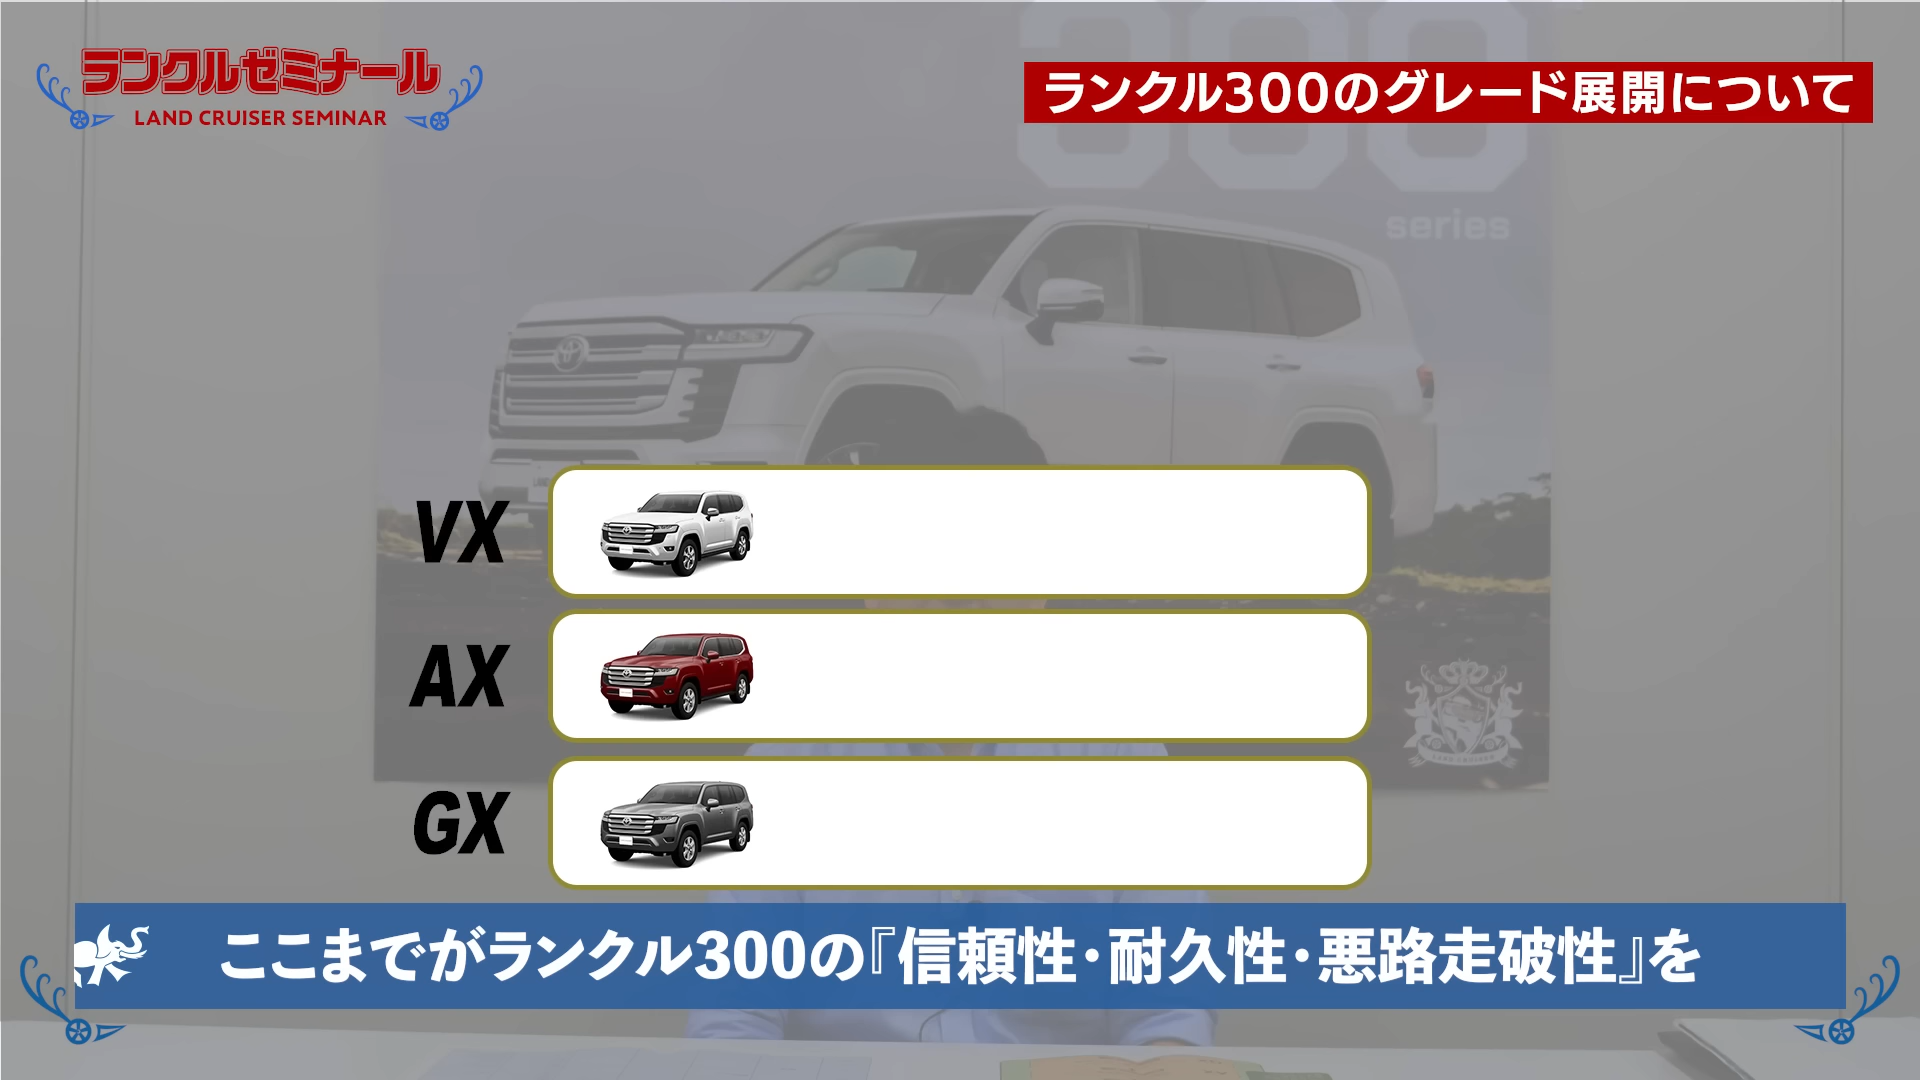 ランクルゼミナール
LAND CRUISER SEMINAR
ランクル300のグレード展開について
300
series
VX
AX
GX
LAND CRUISER
ここまでがランクル300の『信頼性・耐久性・悪路走破性』を